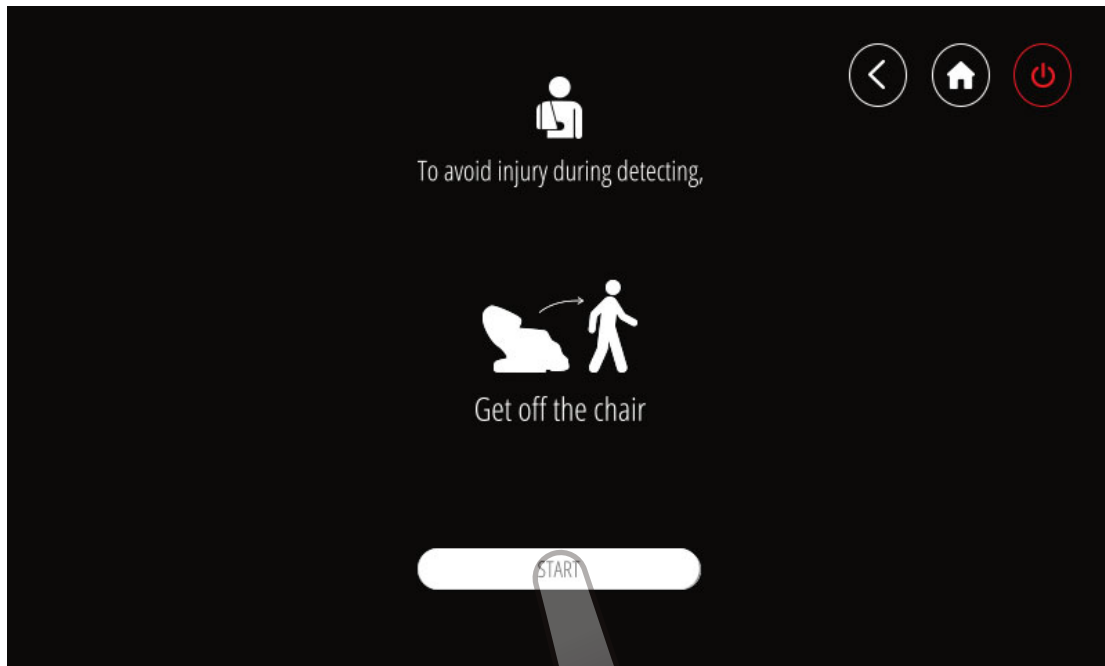 To avoid injury during detecting,
Get off the chair
START